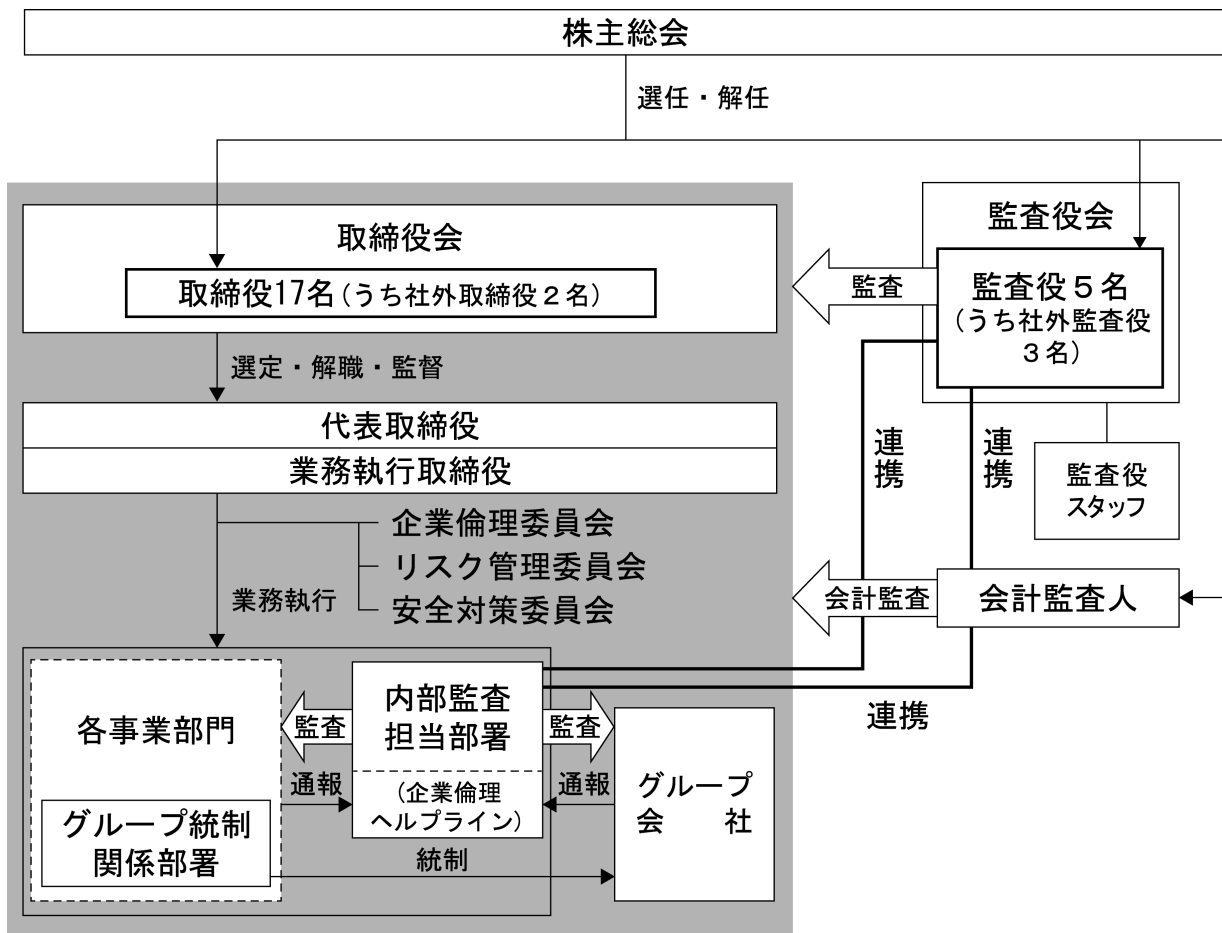 株主総会
選任・解任
取締役会
取締役17名(うち社外取締役２名)
監査役会
監査役５名
(うち社外監査役
３名)
監査
選定・解職・監督
代表取締役
業務執行取締役
連携
連携
監査役
スタッフ
企業倫理委員会
リスク管理委員会
安全対策委員会
業務執行
会計監査
会計監査人
各事業部門
監査
内部監査
担当部署
監査
連携
通報
(企業倫理
ヘルプライン)
通報
グループ
会　社
グループ統制
関係部署
統制